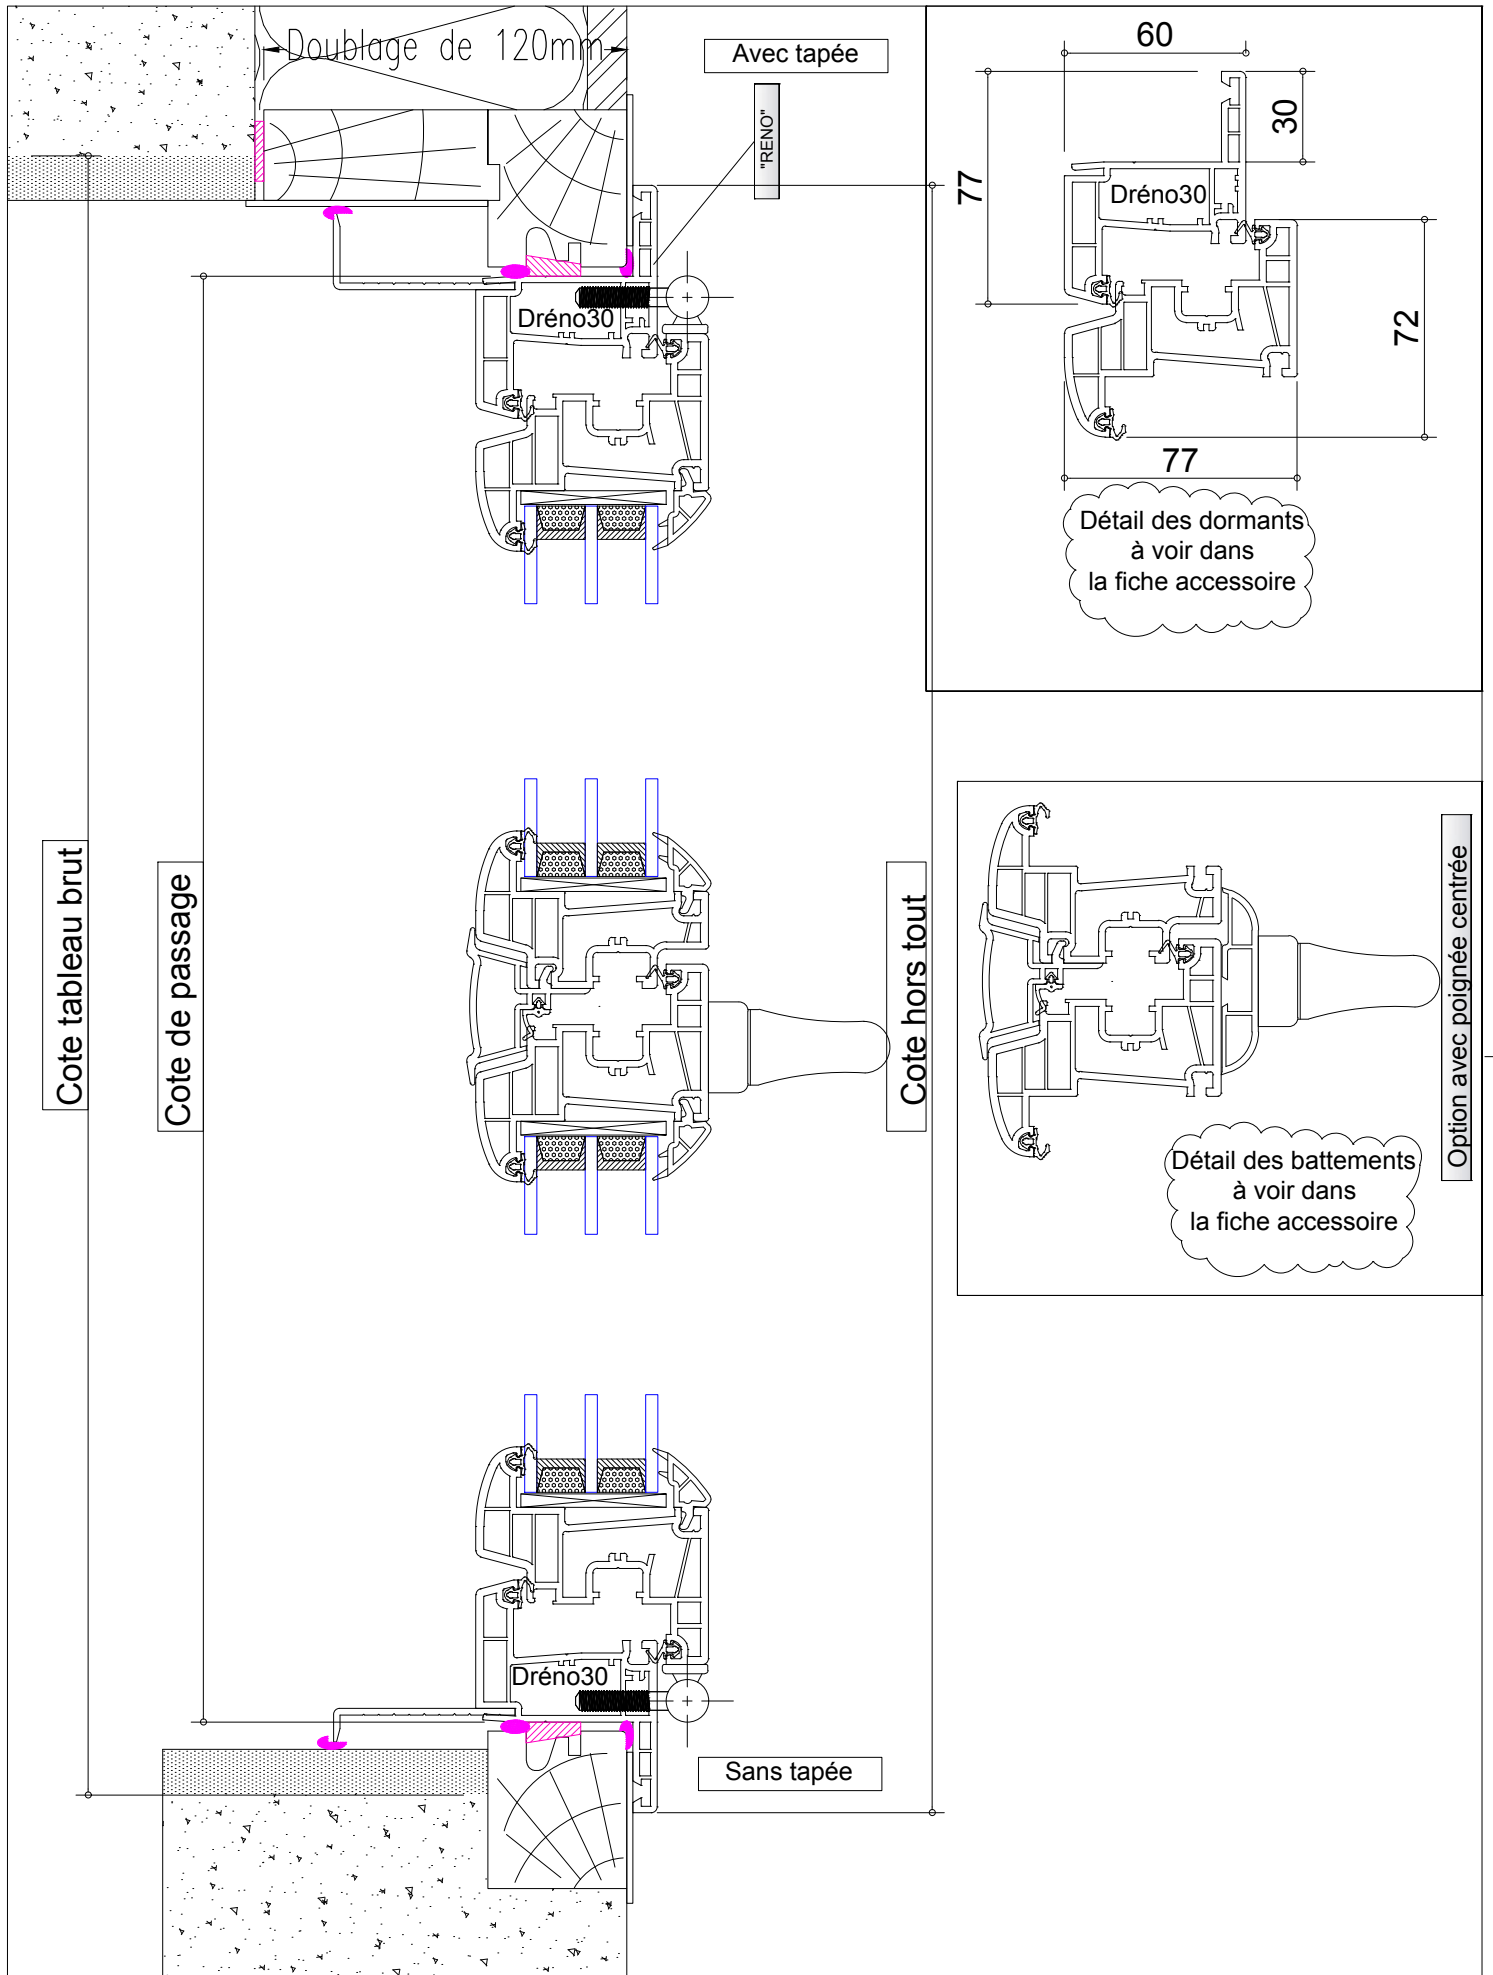 Doublage de 120mm
Avec tapée
"RENO"
Dréno30
60
30
77
Dréno30
72
77
Détail des dormants
à voir dans
la fiche accessoire
Cote tableau brut
Cote de passage
Cote hors tout
Option avec poignée centrée
Détail des battements
à voir dans
la fiche accessoire
Dréno30
Sans tapée